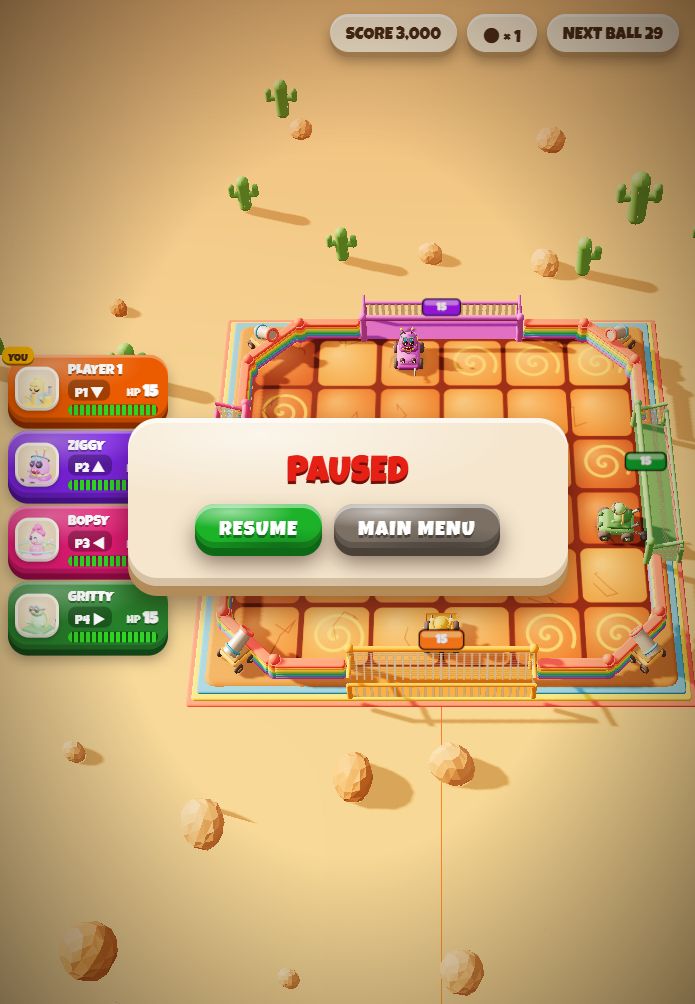 SCORE 3,000
× 1
NEXT BALL 29
15
YOU
PLAYER 1
P1 ▼
HP 15
ZIGGY
P2 ▲
15
PAUSED
RESUME
MAIN MENU
BOPSY
P3 ◀
GRITTY
P4 ▶
HP 15
15